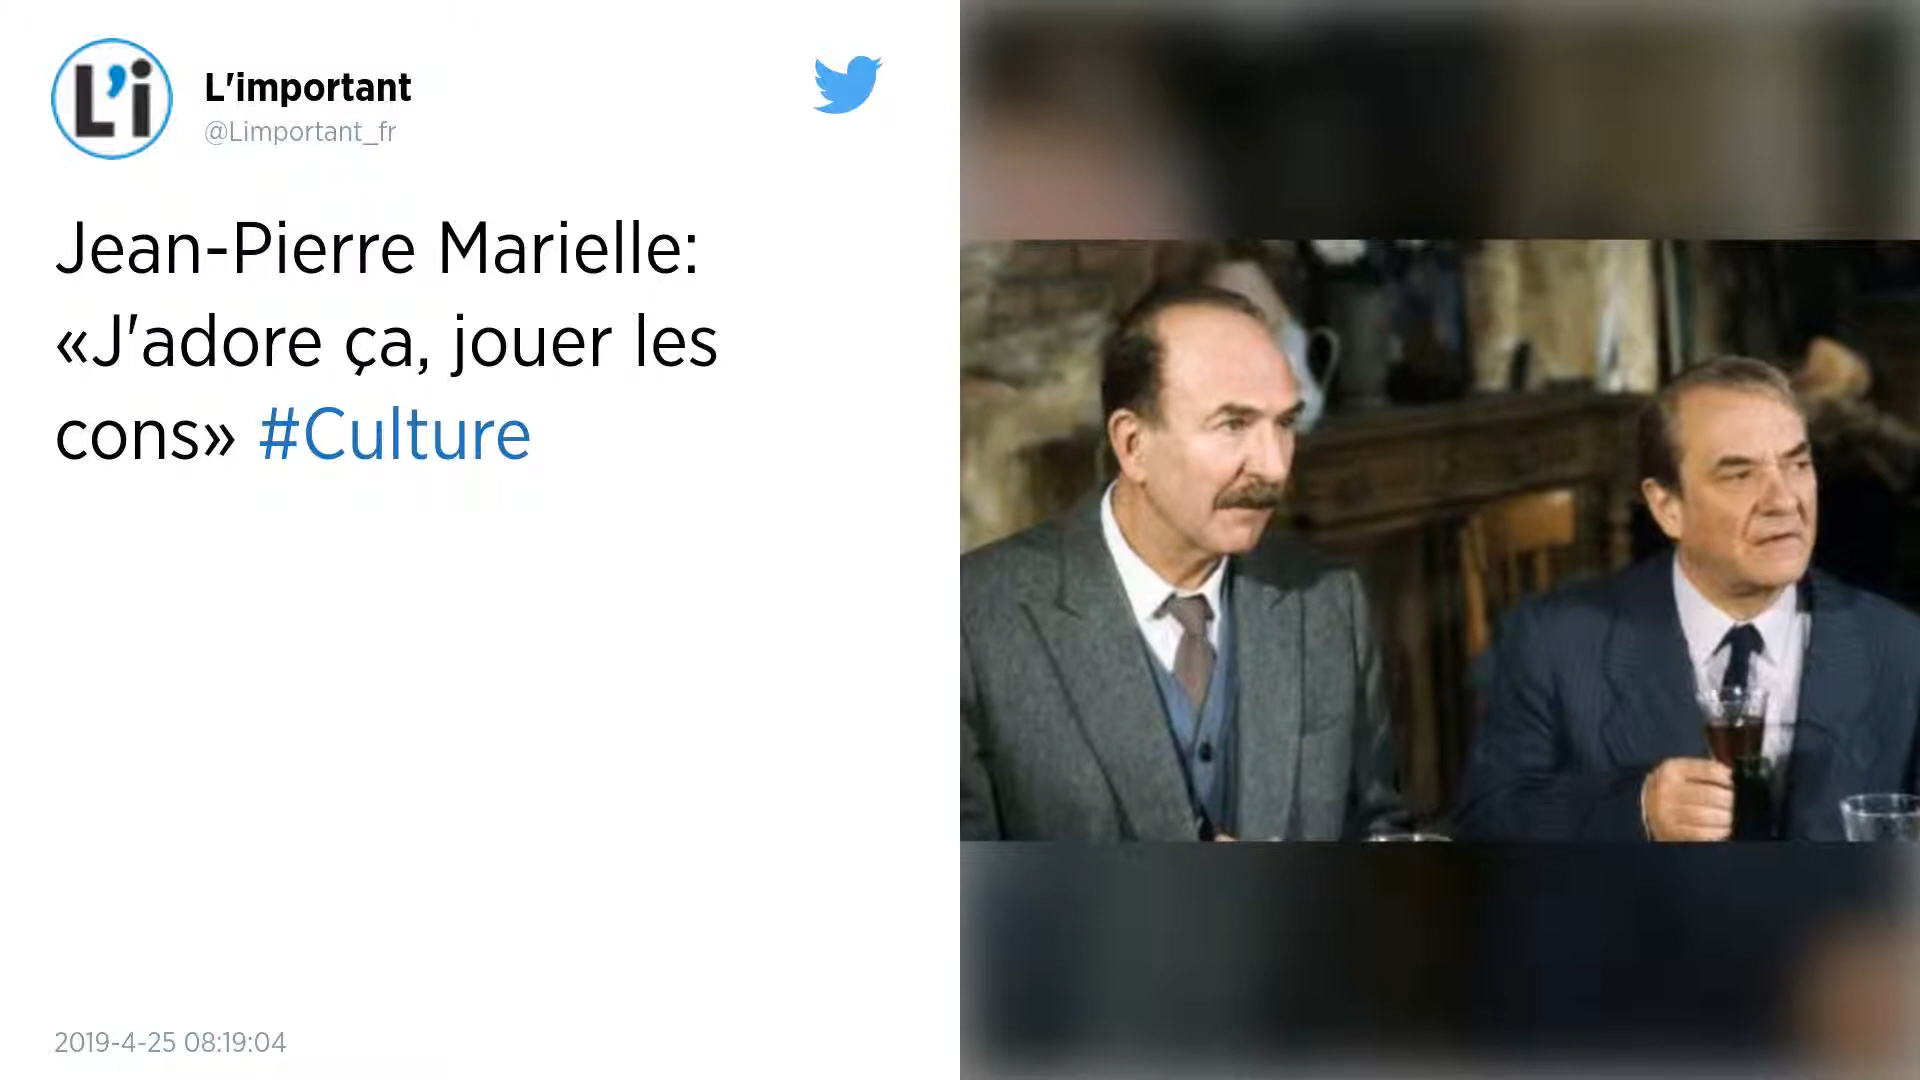 L'i
L'important
@Limportant_fr
Jean-Pierre Marielle:
«J'adore ça, jouer les
cons» #Culture
2019-4-25 08:19:04